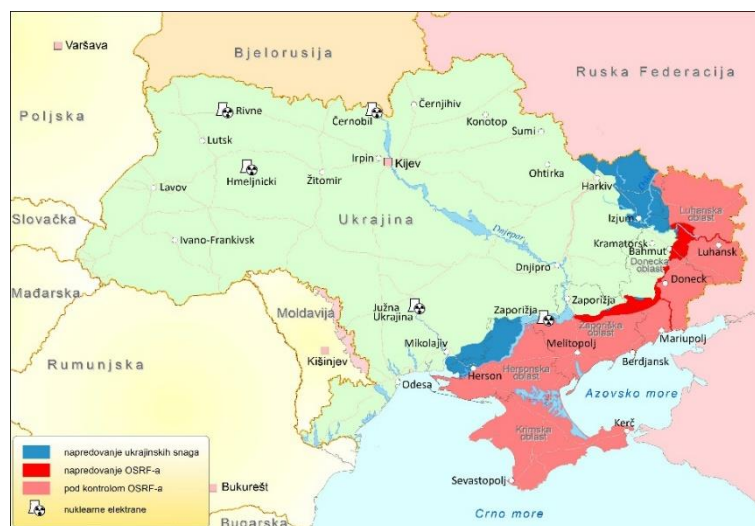 Varšava
Bjelorusija
Ruska Federacija
Poljska
Rivne
Černobil
Černjihiv
Konotop
Sumi
Lutsk
Irpin
Kijev
Ohtirka
Hmeljnicki
Žitomir
Harkiv
Lavov
Slovačka
Ukrajina
Dnjepar
Izjum
Luhanska
oblast
Ivano-Frankivsk
Kramatorsk
Bahmut
Luhansk
Donecka
oblast
Mađarska
Dnjipro
Doneck
Moldavija
Južna
Ukrajina
Zaporižja
Zaporižja
Zaporiška
oblast
Mariupolj
Rumunjska
Kišinjev
Mikolajiv
Melitopolj
Berdjansk
Herson
Hersonska
oblast
Odesa
Azovsko more
Krimska
oblast
Kerč
napredovanje ukrajinskih snaga
napredovanje OSRF-a
pod kontrolom OSRF-a
nuklearne elektrane
Bukurešt
Sevastopolj
Crno more
Bugarska